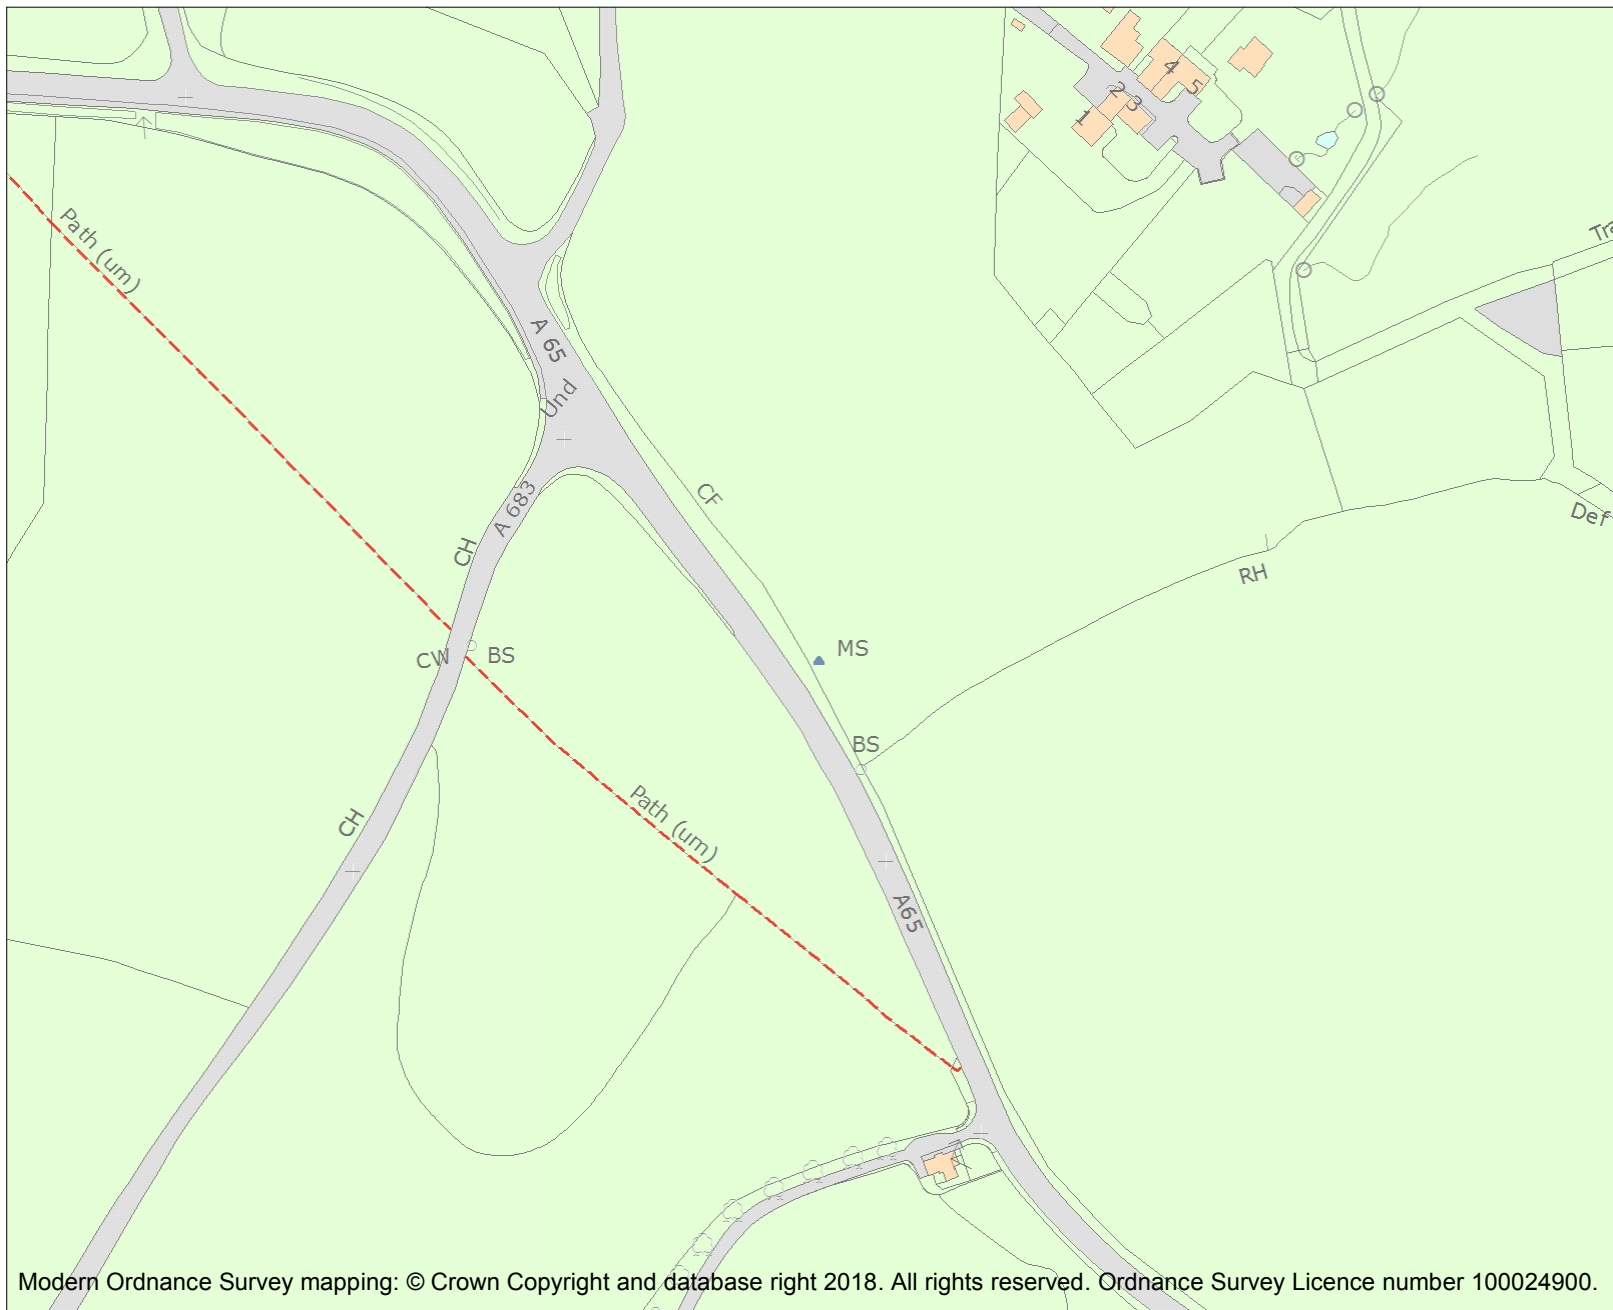 4
5
2
3
1
Path (um)
Tra
A 65
Und
CF
A 683
Def
CH
RH
MS
CW
BS
BS
Path (um)
CH
A65
Modern Ordnance Survey mapping: © Crown Copyright and database right 2018. All rights reserved. Ordnance Survey Licence number 100024900.